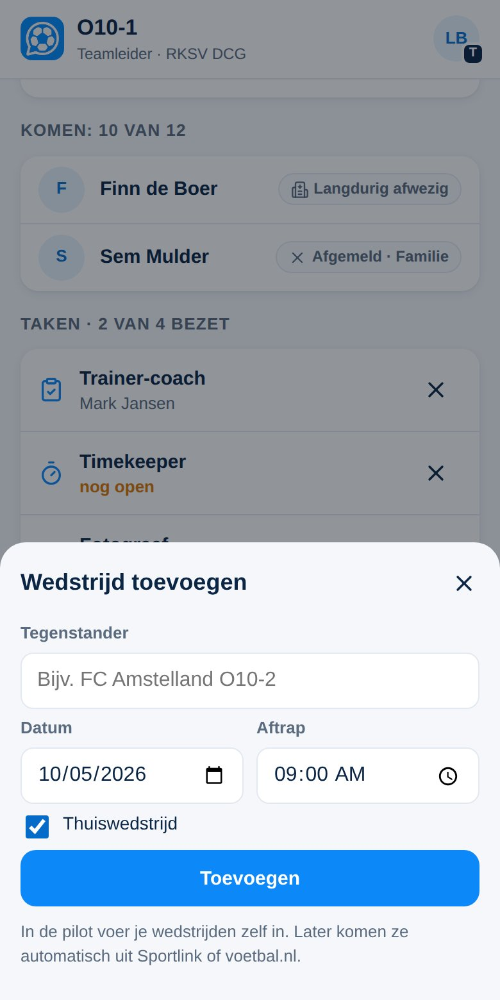 O10-1
Teamleider · RKSV DCG
LB
T
KOMEN: 10 VAN 12
F
Finn de Boer
Langdurig afwezig
S
Sem Mulder
Afgemeld · Familie
TAKEN · 2 VAN 4 BEZET
Trainer-coach
Mark Jansen
Timekeeper
nog open
Fotograaf
Wedstrijd toevoegen
Tegenstander
Bijv. FC Amstelland O10-2
Datum
Aftrap
10/05/2026
09:00 AM
Thuiswedstrijd
Toevoegen
In de pilot voer je wedstrijden zelf in. Later komen ze
automatisch uit Sportlink of voetbal.nl.